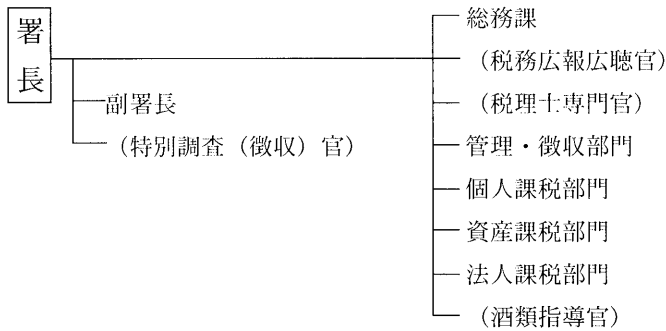 署長
副署長
(特別調査(徴収)官)
総務課
(税務広報広聴官)
(税理士専門官)
管理・徴収部門
個人課税部門
資産課税部門
法人課税部門
(酒類指導官)